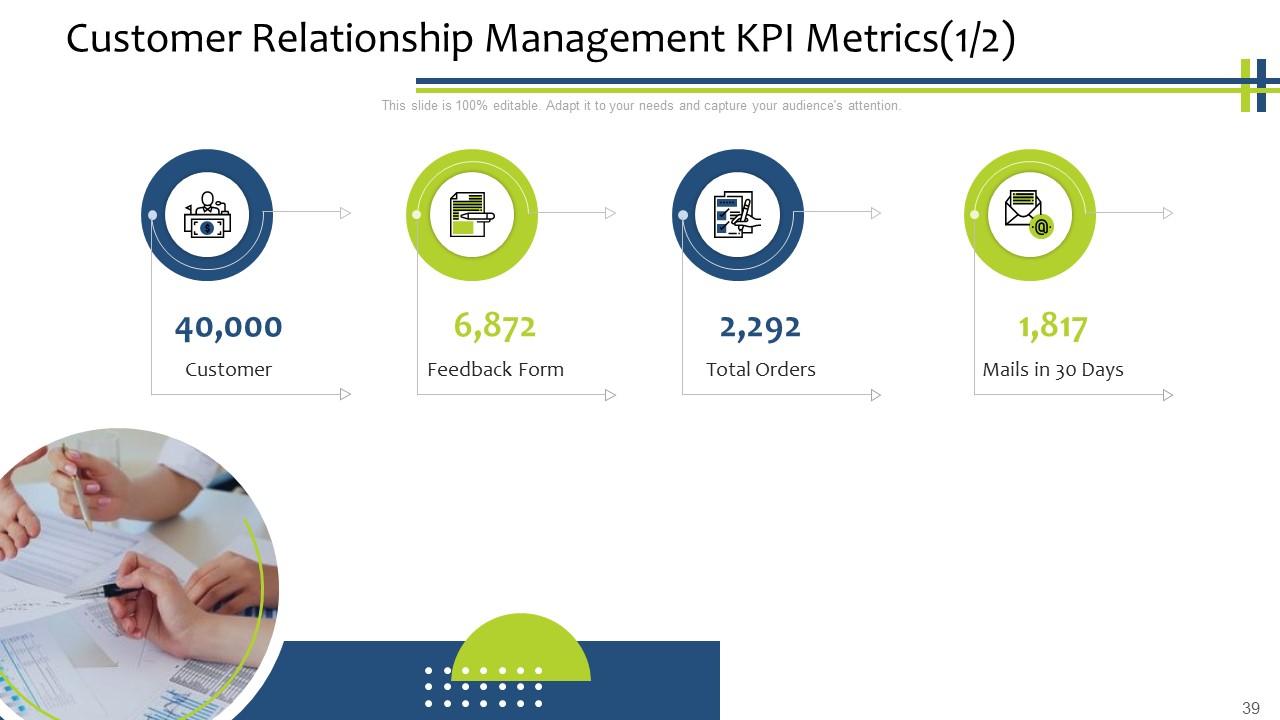 Customer Relationship Management KPI Metrics(1/2)
This slide is 100% editable. Adapt it to your needs and capture your audience's attention.
40,000
Customer
6,872
Feedback Form
2,292
Total Orders
1,817
Mails in 30 Days
39